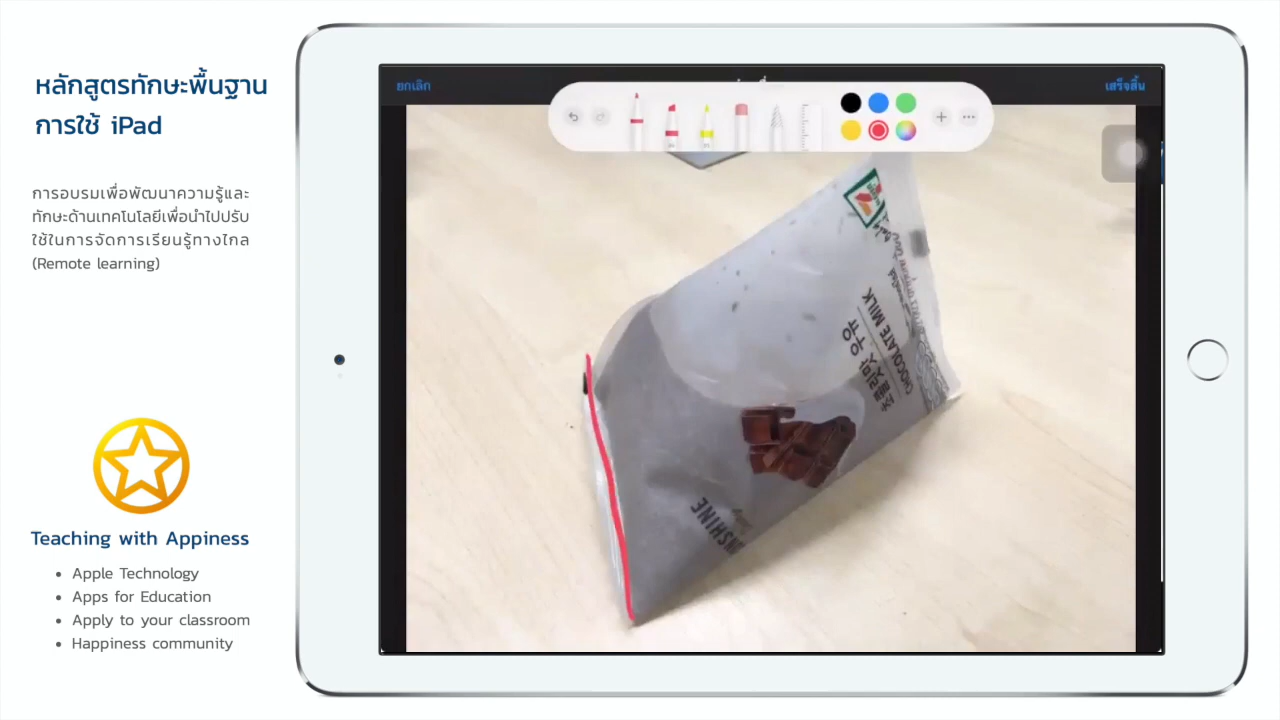 หลักสูตรทักษะพื้นฐาน
การใช้ iPad
การอบรมเพื่อพัฒนาความรู้และ
ทักษะด้านเทคโนโลยีเพื่อนำไปปรับ
ใช้ในการจัดการเรียนรู้ทางไกล
(Remote learning)
Teaching with Appiness
• Apple Technology
• Apps for Education
• Apply to your classroom
• Happiness community
ยกเลิก
เสร็จสิ้น
CHOCOLATE MILK
초콜릿맛 우유